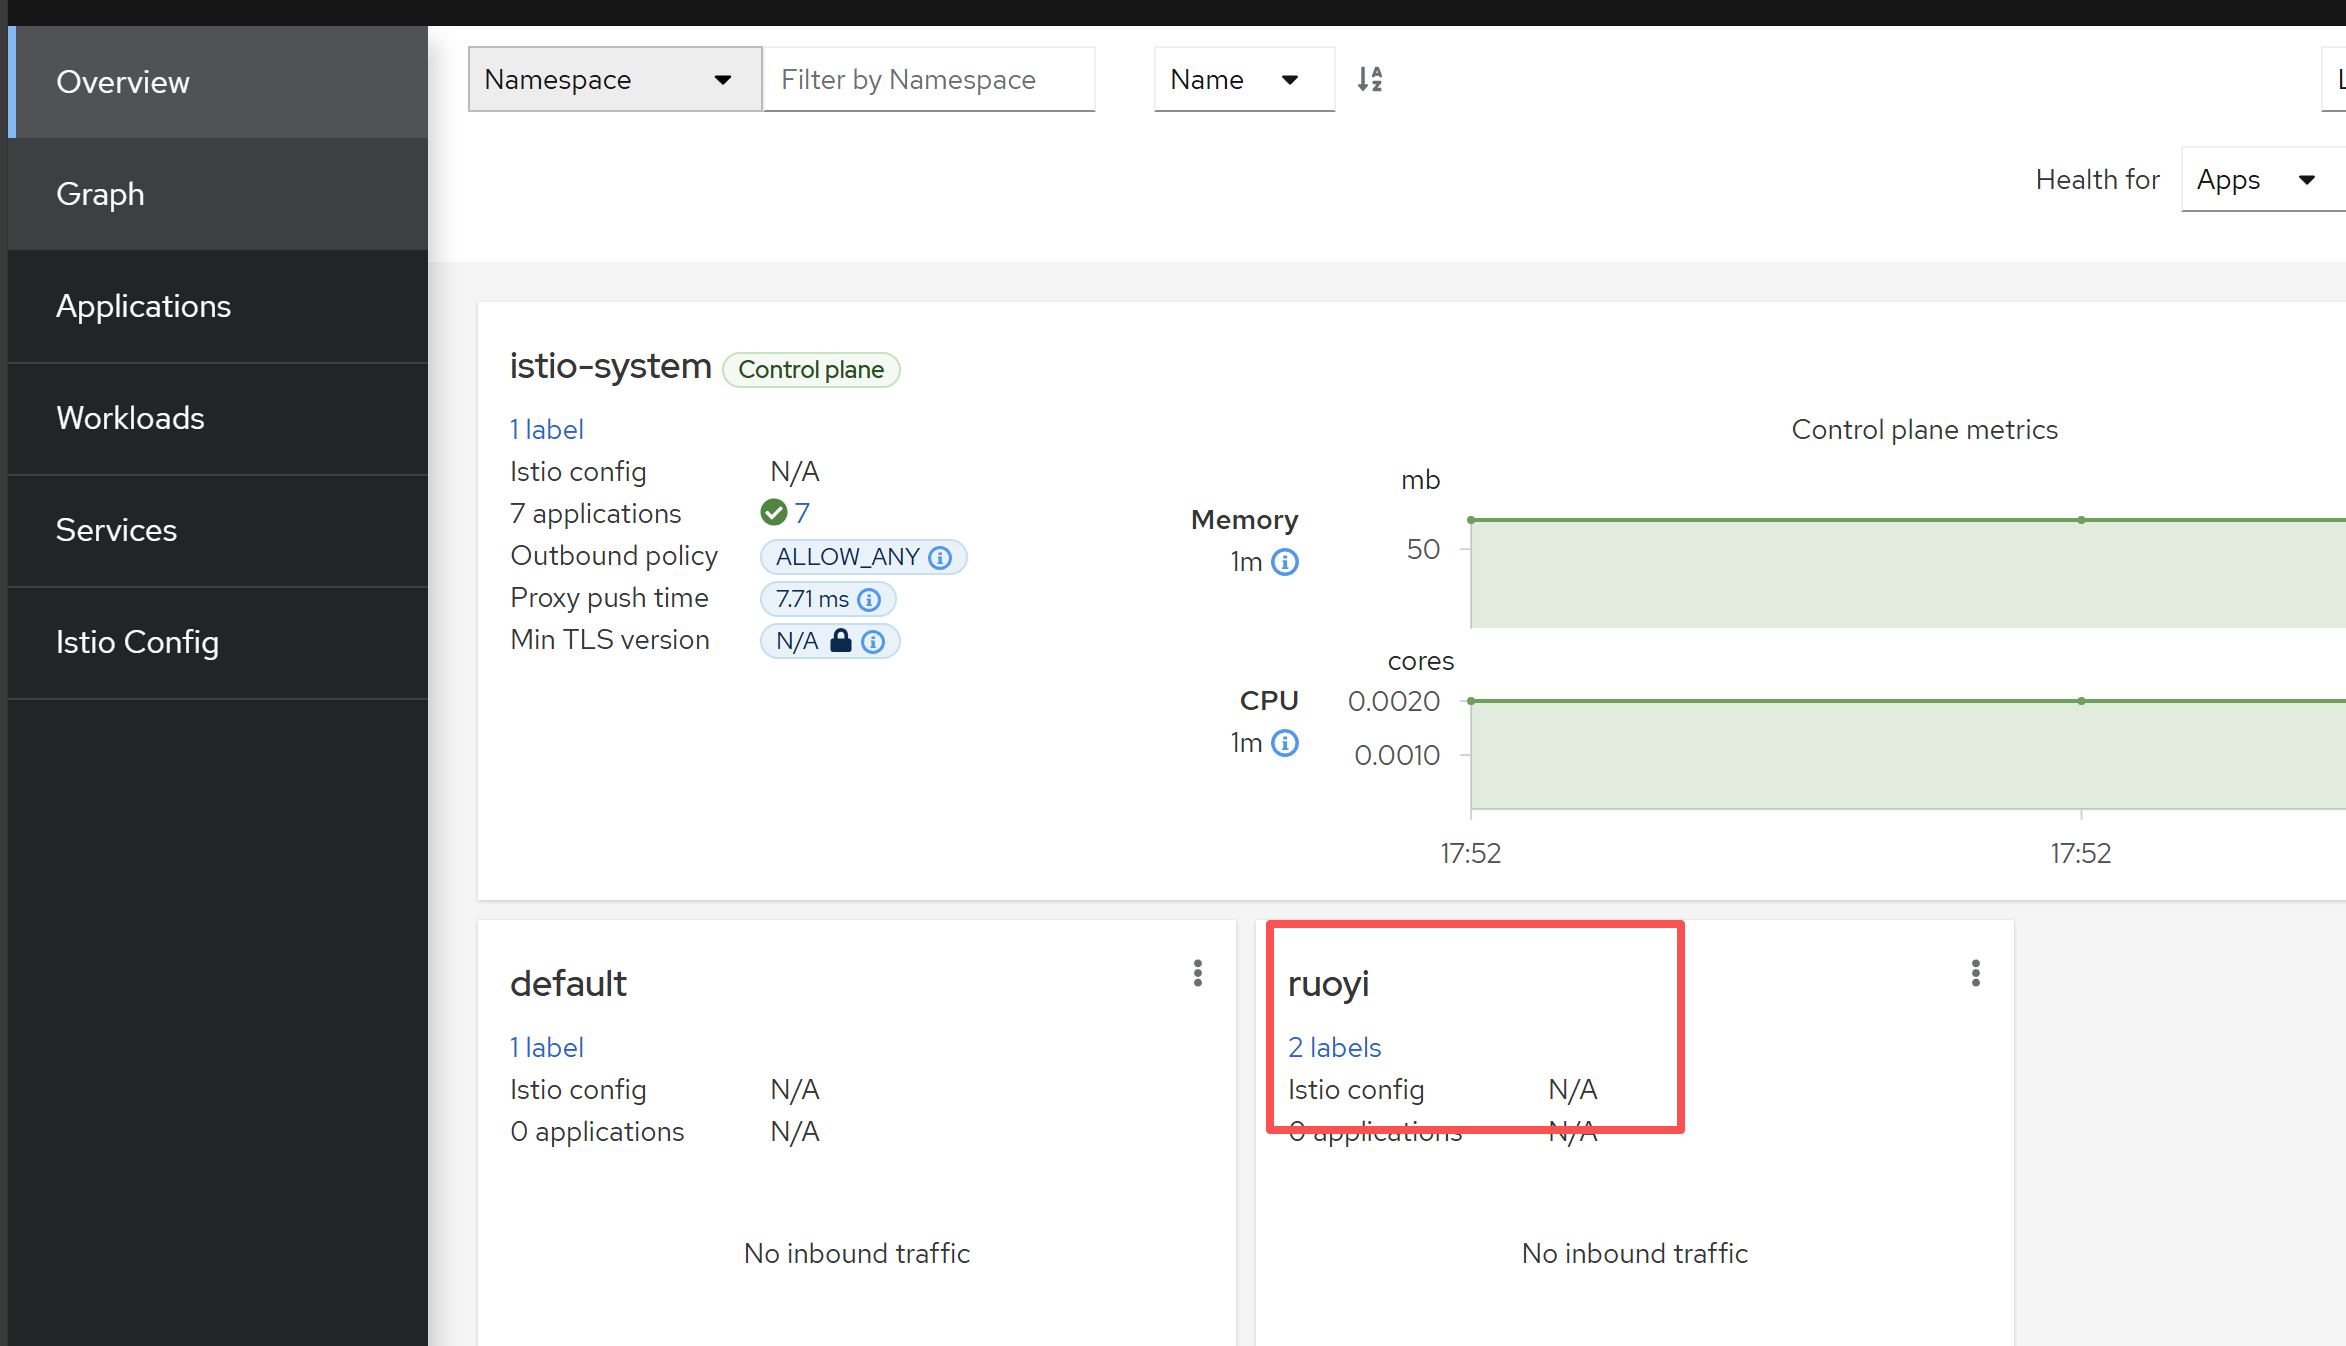 Overview
Graph
Applications
Workloads
Services
Istio Config
Namespace
Filter by Namespace
Name
Health for
Apps
istio-system Control plane
1 label
Istio config N/A
7 applications 7
Outbound policy ALLOW_ANY
Proxy push time 7.71 ms
Min TLS version N/A
Control plane metrics
mb
Memory
1m
50
cores
CPU
1m
0.0020
0.0010
17:52
17:52
default
1 label
Istio config N/A
0 applications N/A
No inbound traffic
ruoyi
2 labels
Istio config N/A
0 applications N/A
No inbound traffic